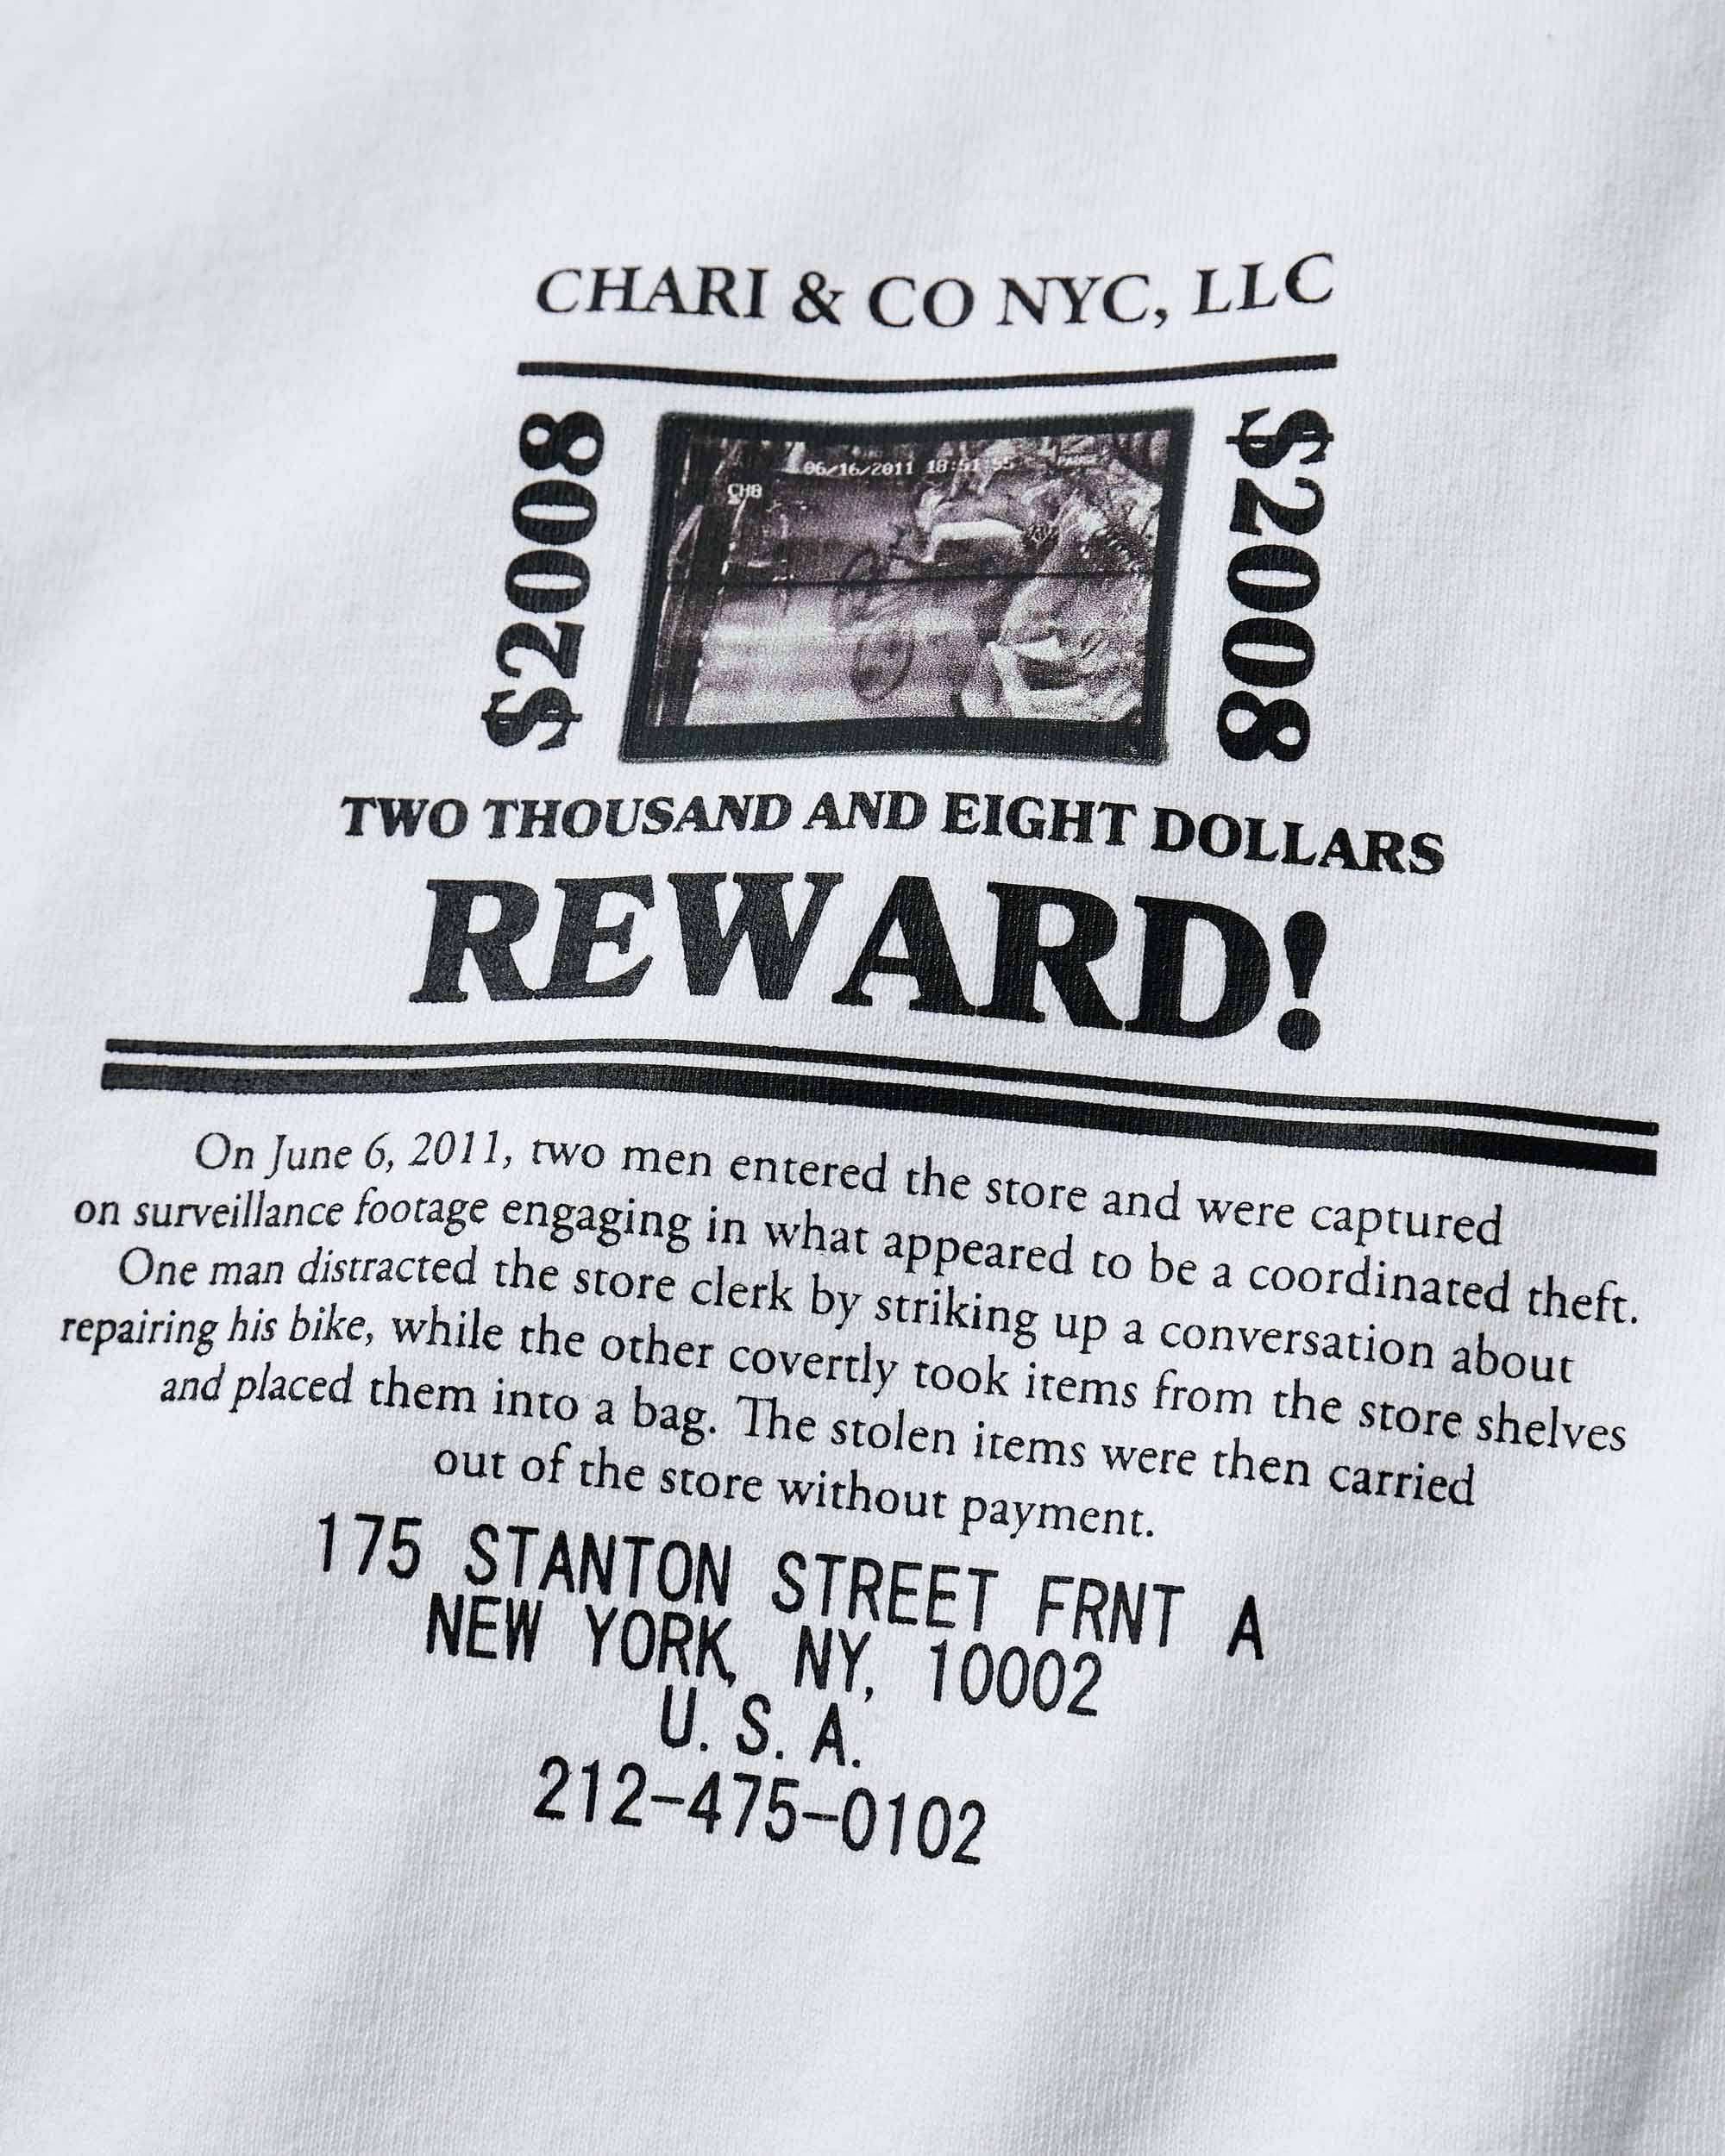 CHARI & CO NYC, LLC
$2008
06/16/2011 18:51:55
PAUSE
CH8
$2008
TWO THOUSAND AND EIGHT DOLLARS
REWARD!
On June 6, 2011, two men entered the store and were captured
on surveillance footage engaging in what appeared to be a coordinated theft.
One man distracted the store clerk by striking up a conversation about
repairing his bike, while the other covertly took items from the store shelves
and placed them into a bag. The stolen items were then carried
out of the store without payment.
175 STANTON STREET FRNT A
NEW YORK, NY, 10002
U.S.A.
212-475-0102